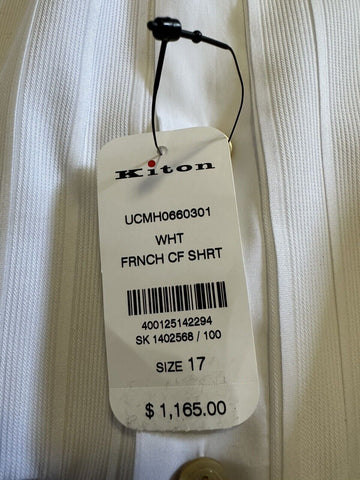 Kiton
UCMH0660301
WHT
FRNCH CF SHRT
400125142294
SK 1402568 / 100
SIZE 17
$ 1,165.00